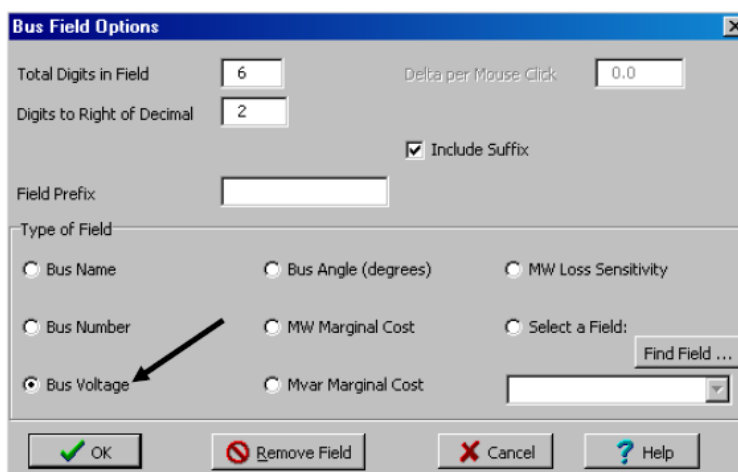 Bus Field Options
Total Digits in Field 6 Delta per Mouse Click 0.0
Digits to Right of Decimal 2
Include Suffix
Field Prefix
Type of Field
Bus Name Bus Angle (degrees) MW Loss Sensitivity
Bus Number MW Marginal Cost Select a Field:
Find Field ...
Bus Voltage Mvar Marginal Cost
OK Remove Field Cancel Help